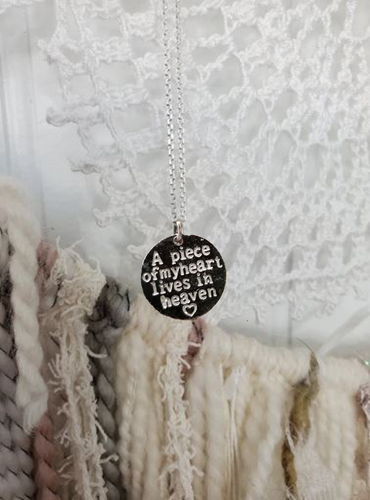 A piece
ofmyheart
lives in
heaven